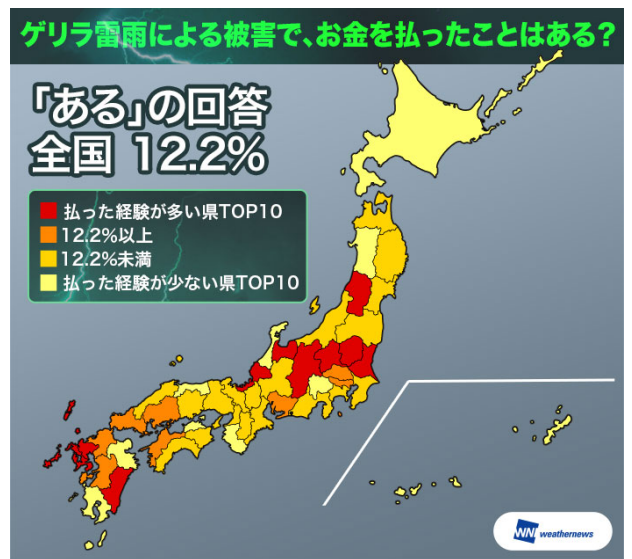 ゲリラ雷雨による被害で、お金を払ったことはある?
「ある」の回答
全国 12.2%
払った経験が多い県TOP10
12.2%以上
12.2%未満
払った経験が少ない県TOP10
WNI weathernews